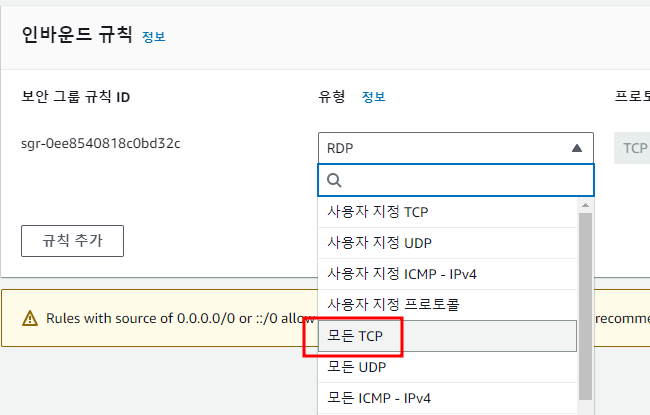 인바운드 규칙 정보
보안 그룹 규칙 ID 유형 정보 프로토
sgr-0ee8540818c0bd32c RDP TCP
사용자 지정 TCP
사용자 지정 UDP
규칙 추가
사용자 지정 ICMP - IPv4
사용자 지정 프로토콜
Rules with source of 0.0.0.0/0 or ::/0 allow recomme
모든 TCP
모든 UDP
모든 ICMP - IPv4